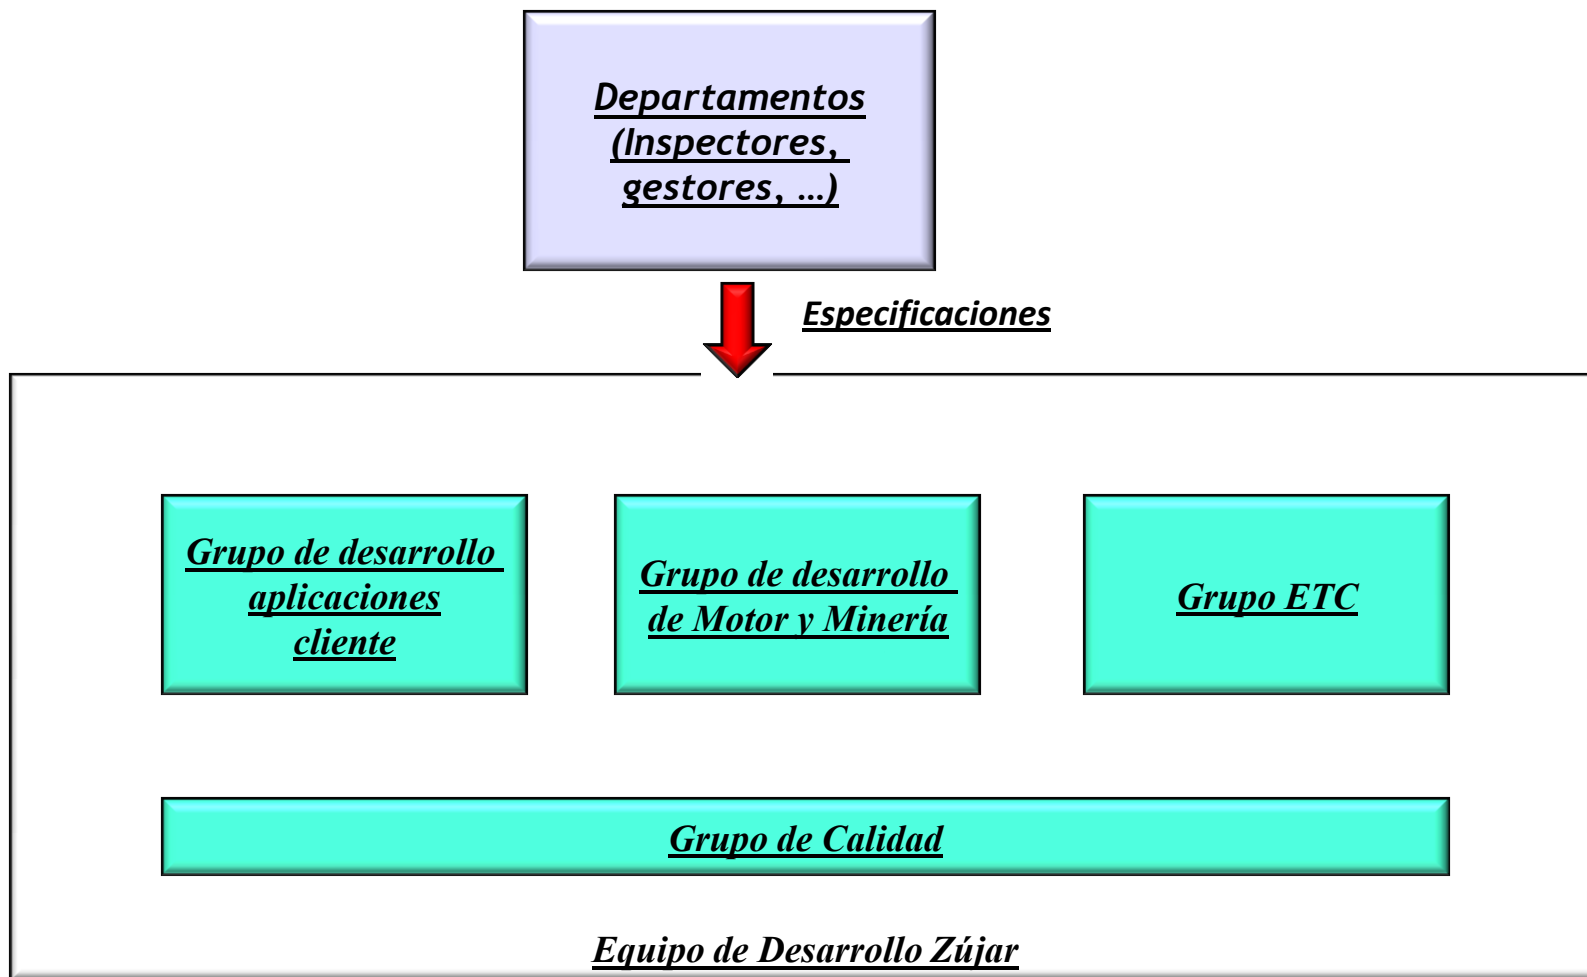 Departamentos
(Inspectores,
gestores, …)
Especificaciones
Grupo de desarrollo
aplicaciones
cliente
Grupo de desarrollo
de Motor y Minería
Grupo ETC
Grupo de Calidad
Equipo de Desarrollo Zújar